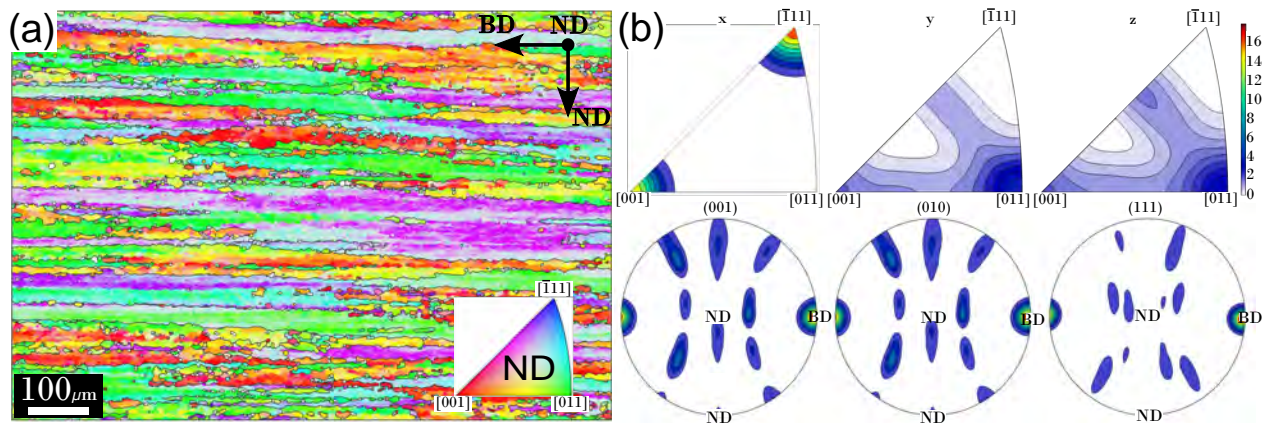 (a)
BD
ND
ND
[1̅11]
ND
[001]
[011]
100μm
(b)
x
[1̅11]
y
[1̅11]
z
[1̅11]
16
14
12
10
8
6
4
2
0
[001]
[011]
[001]
[011]
[001]
[011]
(001)
(010)
(111)
ND
BD
ND
BD
ND
BD
ND
ND
ND